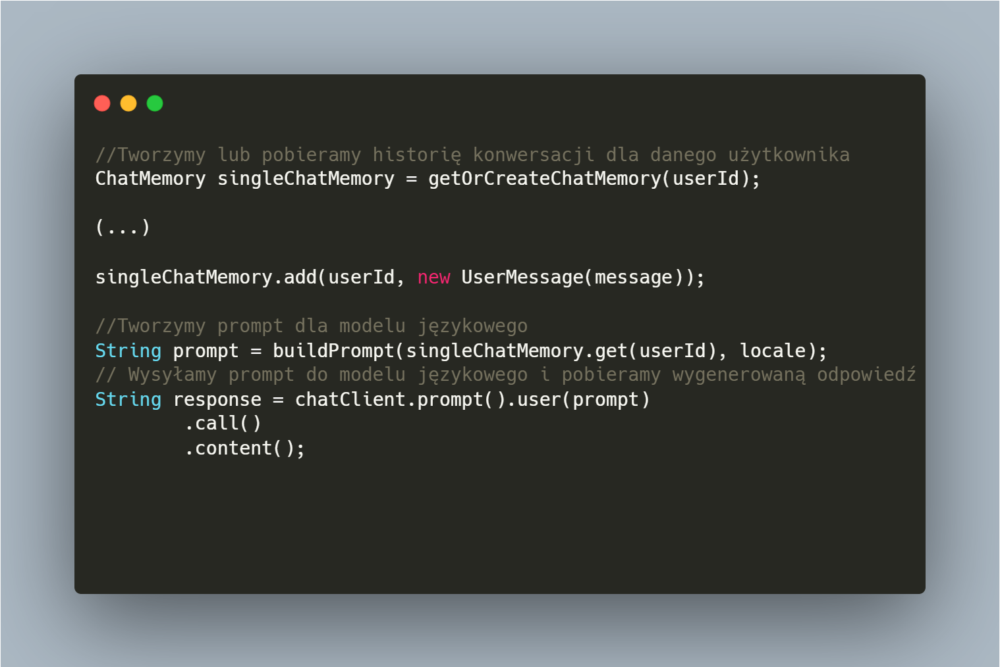 //Tworzymy lub pobieramy historię konwersacji dla danego użytkownika
ChatMemory singleChatMemory = getOrCreateChatMemory(userId);
(...)
singleChatMemory.add(userId, new UserMessage(message));
//Tworzymy prompt dla modelu językowego
String prompt = buildPrompt(singleChatMemory.get(userId), locale);
// Wysyłamy prompt do modelu językowego i pobieramy wygenerowaną odpowiedź
String response = chatClient.prompt().user(prompt)
        .call()
        .content();